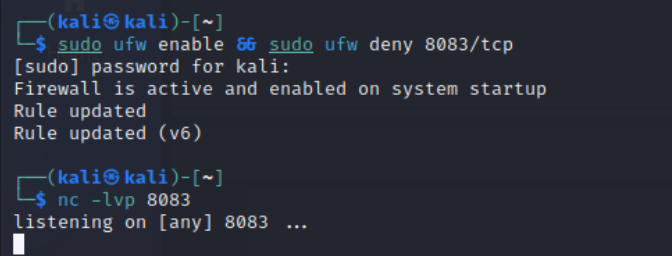 ┌──(kali㉿kali)-[~]
└─$ sudo ufw enable && sudo ufw deny 8083/tcp
[sudo] password for kali:
Firewall is active and enabled on system startup
Rule updated
Rule updated (v6)
┌──(kali㉿kali)-[~]
└─$ nc -lvp 8083
listening on [any] 8083 ...